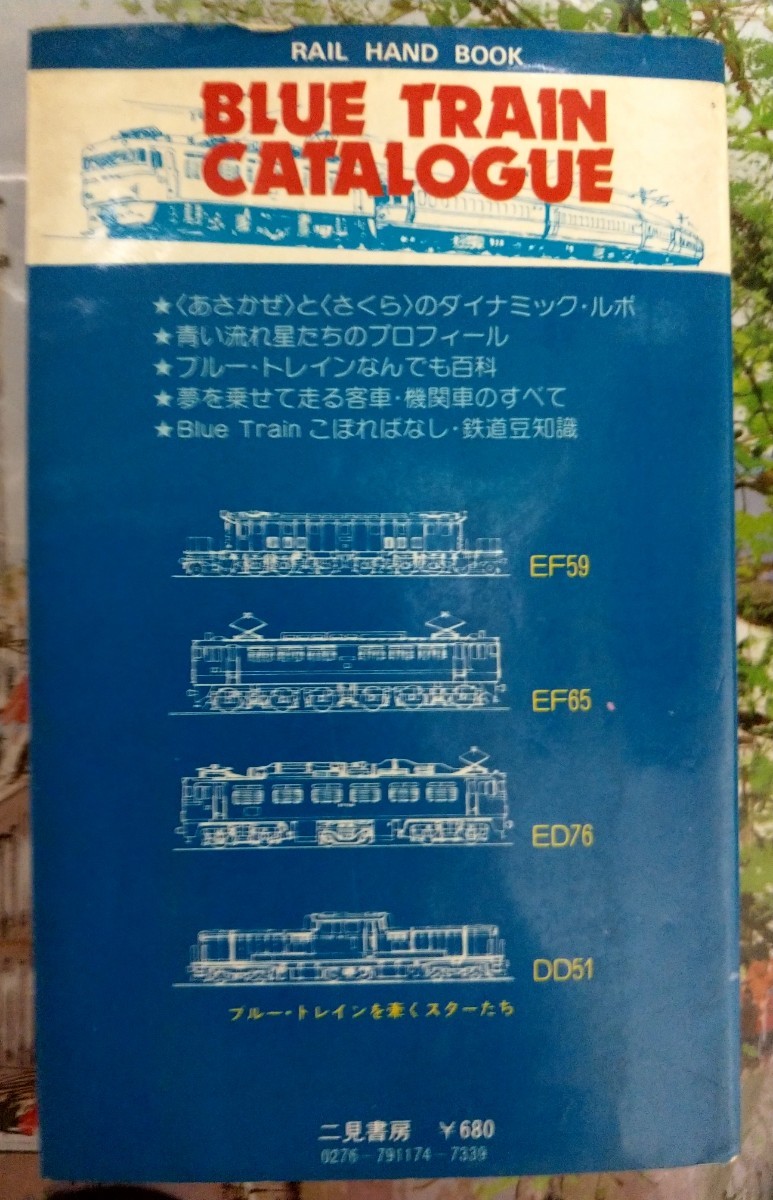 RAIL HAND BOOK
BLUE TRAIN
CATALOGUE
★〈あさかぜ〉と〈さくら〉のダイナミック・ルポ
★青い流れ星たちのプロフィール
★ブルー・トレインなんでも百科
★夢を乗せて走る客車・機関車のすべて
★Blue Train こぼればなし・鉄道豆知識
EF59
EF65
ED76
DD51
ブルー・トレインを牽くスターたち
二見書房 ￥680
0276-791174-7339